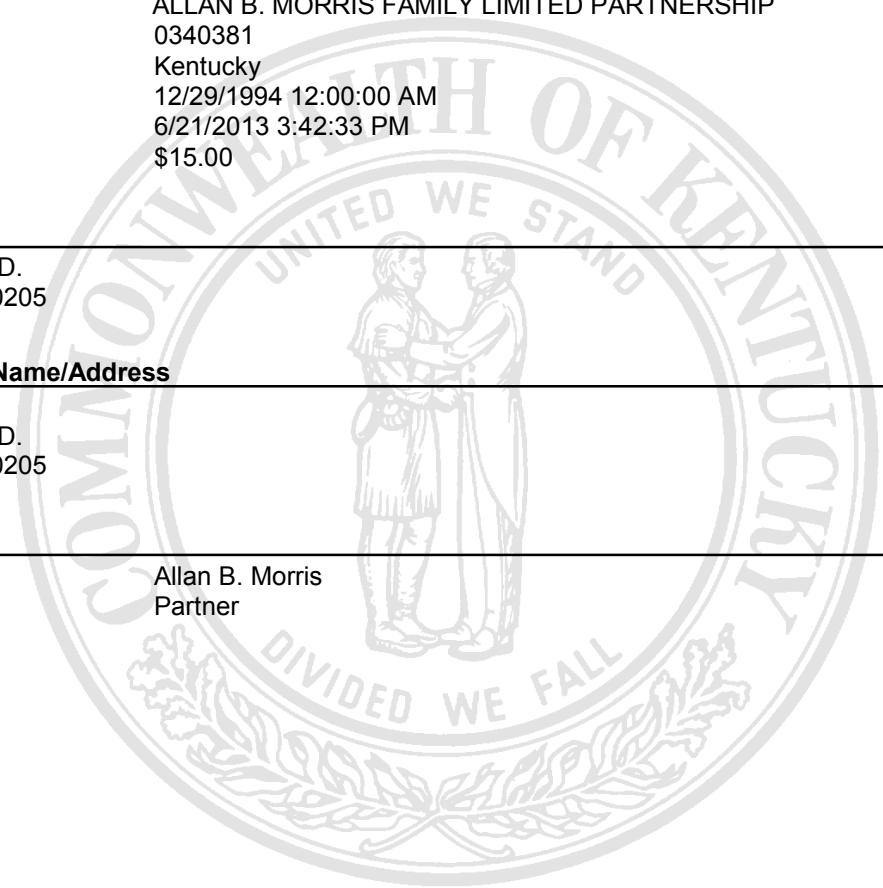 ALLAN B. MORRIS FAMILY LIMITED PARTNERSHIP
0340381
Kentucky
12/29/1994 12:00:00 AM
6/21/2013 3:42:33 PM
$15.00
D.
0205
Name/Address
D.
0205
Allan B. Morris
Partner
COMMONWEALTH OF KENTUCKY
UNITED WE STAND
DIVIDED WE FALL